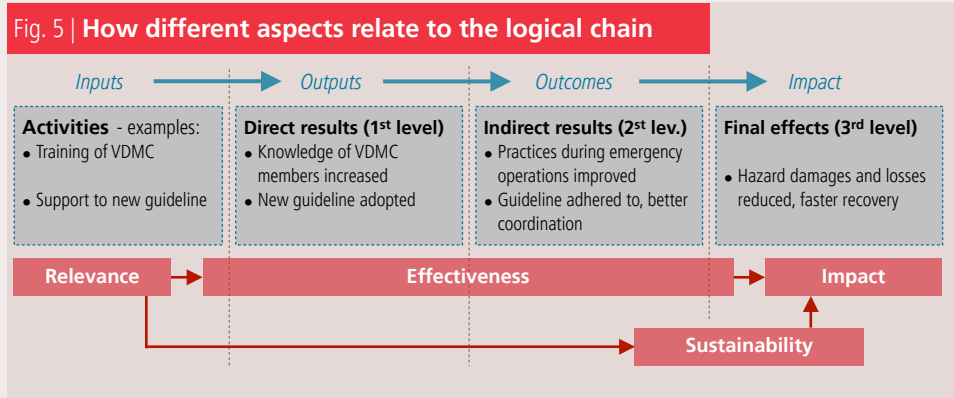 Fig. 5 | How different aspects relate to the logical chain
Inputs
Outputs
Outcomes
Impact
Activities - examples:
• Training of VDMC
• Support to new guideline
Direct results (1st level)
• Knowledge of VDMC
members increased
• New guideline adopted
Indirect results (2st lev.)
• Practices during emergency
operations improved
• Guideline adhered to, better
coordination
Final effects (3rd level)
• Hazard damages and losses
reduced, faster recovery
Relevance
Effectiveness
Impact
Sustainability